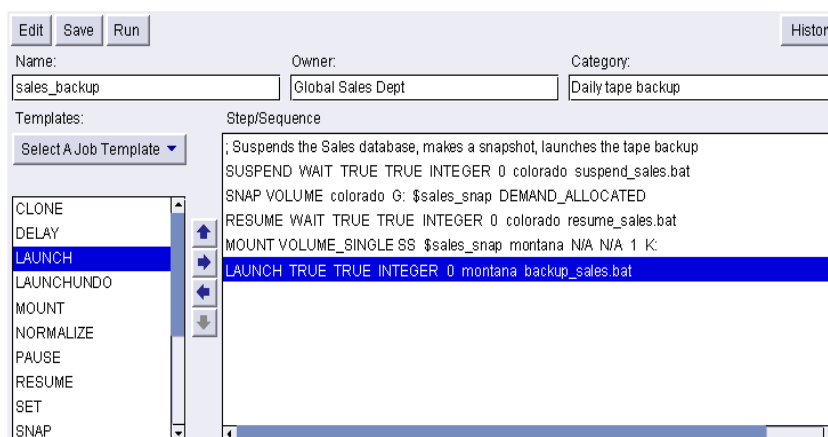 Edit Save Run Histor
Name: Owner: Category:
sales_backup Global Sales Dept Daily tape backup
Templates: Step/Sequence
Select A Job Template
; Suspends the Sales database, makes a snapshot, launches the tape backup
SUSPEND WAIT TRUE TRUE INTEGER 0 colorado suspend_sales.bat
SNAP VOLUME colorado G: $sales_snap DEMAND_ALLOCATED
RESUME WAIT TRUE TRUE INTEGER 0 colorado resume_sales.bat
MOUNT VOLUME_SINGLE SS $sales_snap montana N/A N/A 1 K:
LAUNCH TRUE TRUE INTEGER 0 montana backup_sales.bat
CLONE
DELAY
LAUNCH
LAUNCHUNDO
MOUNT
NORMALIZE
PAUSE
RESUME
SET
SNAP